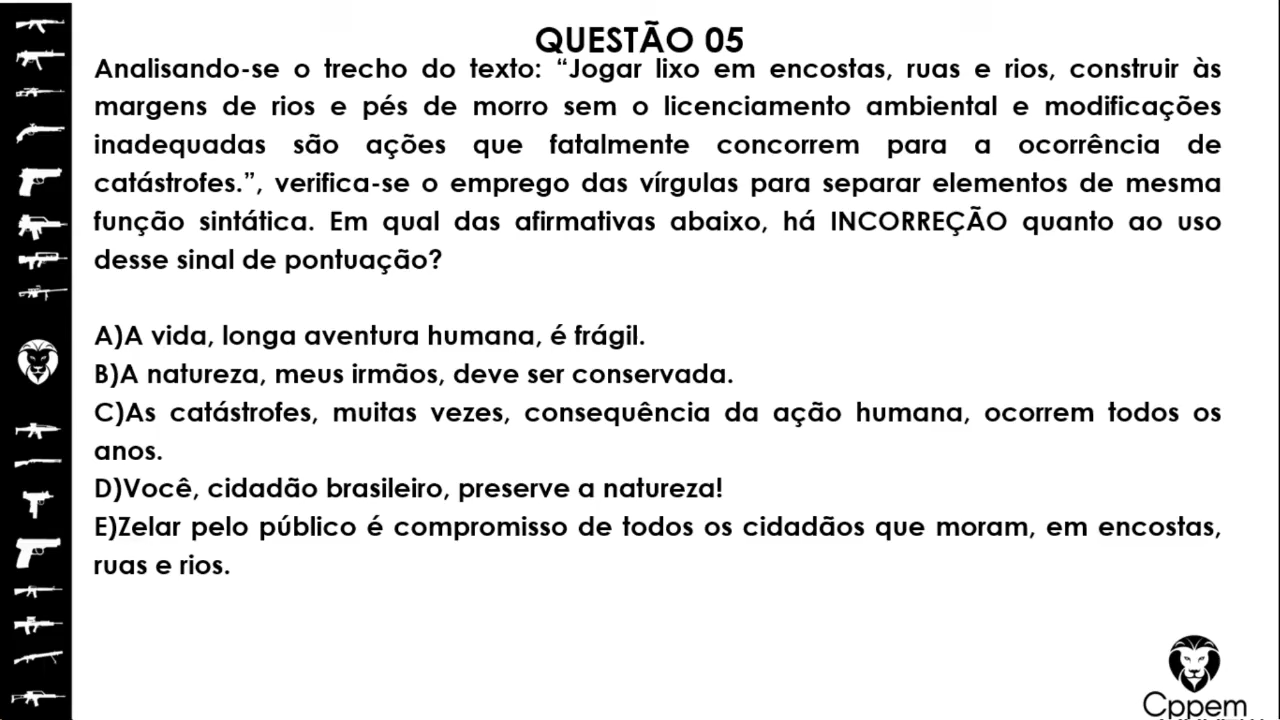 QUESTÃO 05
Analisando-se o trecho do texto: “Jogar lixo em encostas, ruas e rios, construir às
margens de rios e pés de morro sem o licenciamento ambiental e modificações
inadequadas são ações que fatalmente concorrem para a ocorrência de
catástrofes.”, verifica-se o emprego das vírgulas para separar elementos de mesma
função sintática. Em qual das afirmativas abaixo, há INCORREÇÃO quanto ao uso
desse sinal de pontuação?
A)A vida, longa aventura humana, é frágil.
B)A natureza, meus irmãos, deve ser conservada.
C)As catástrofes, muitas vezes, consequência da ação humana, ocorrem todos os
anos.
D)Você, cidadão brasileiro, preserve a natureza!
E)Zelar pelo público é compromisso de todos os cidadãos que moram, em encostas,
ruas e rios.
Cppem